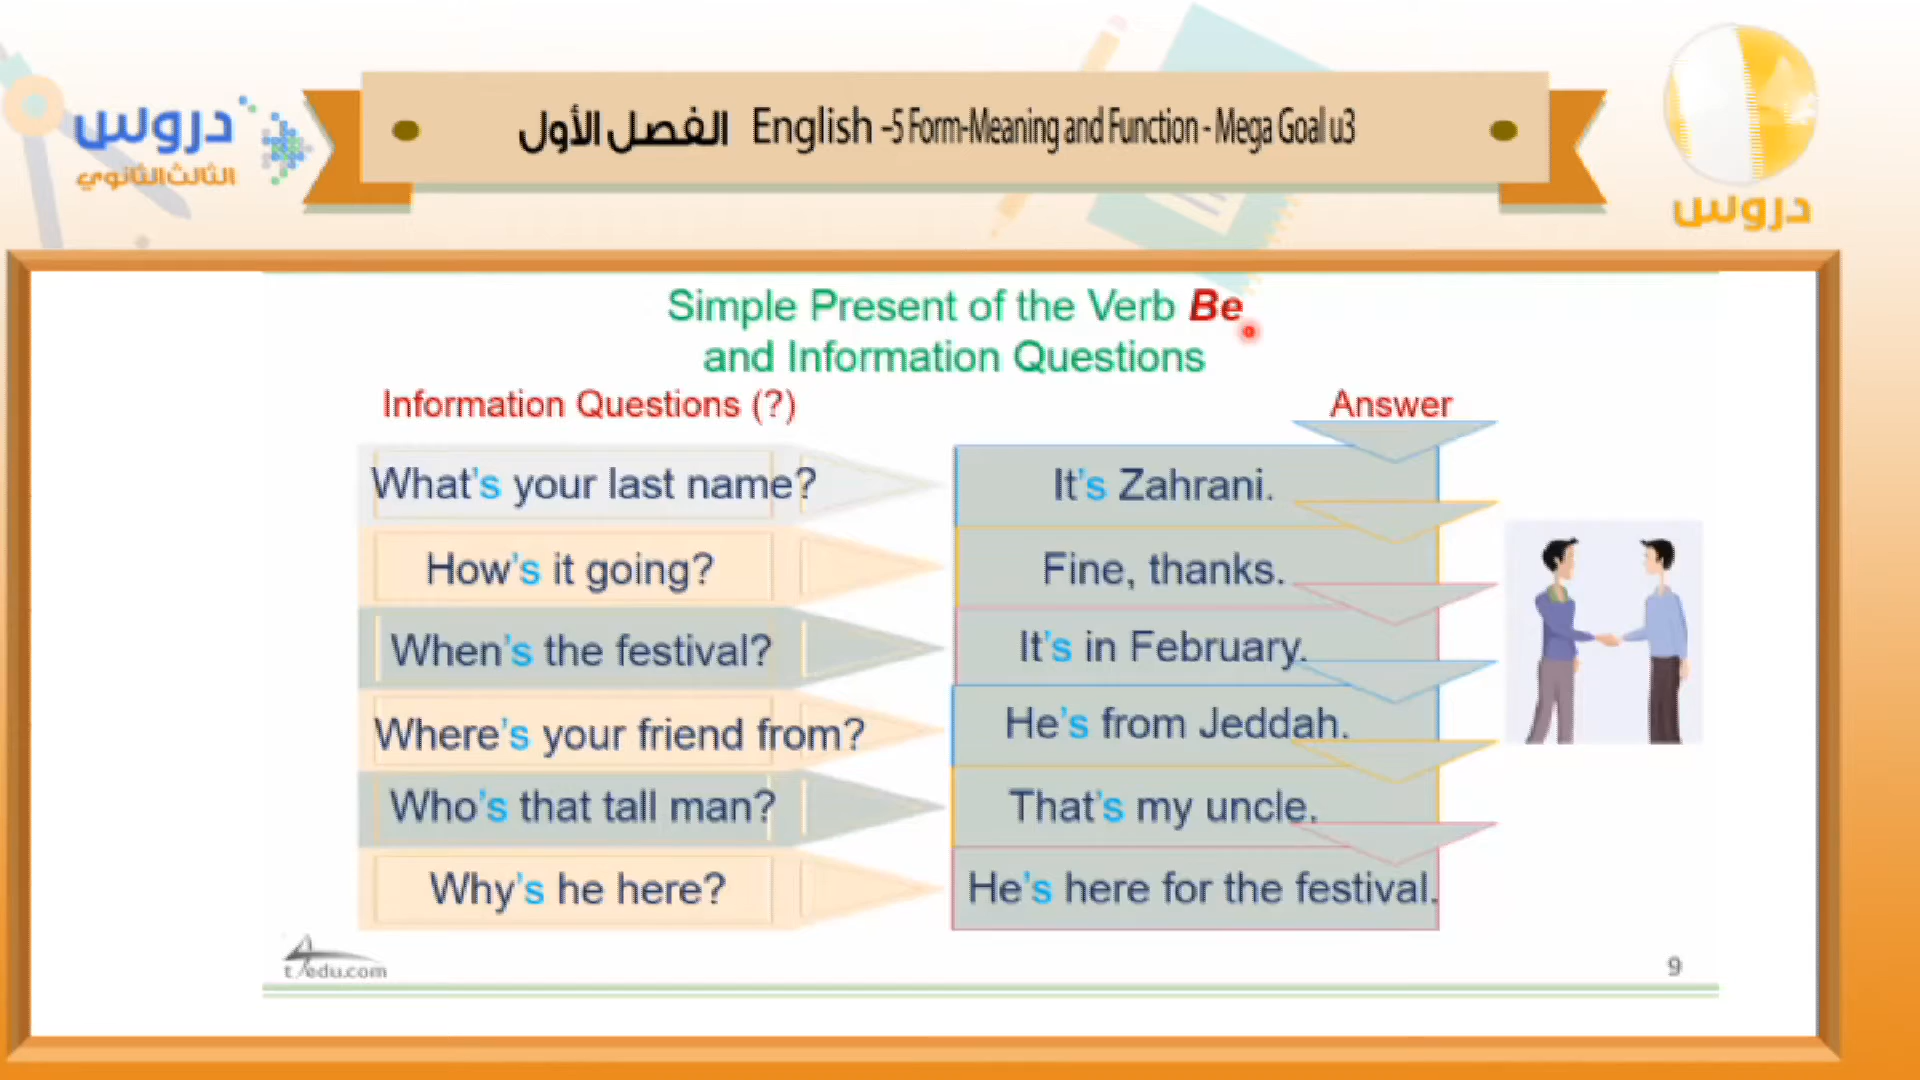 دروس
الثالث الثانوي
الفصل الأول English -5 Form-Meaning and Function - Mega Goal u3
دروس
Simple Present of the Verb Be
and Information Questions
Information Questions (?)
Answer
What's your last name?
It's Zahrani.
How's it going?
Fine, thanks.
When's the festival?
It's in February.
Where's your friend from?
He's from Jeddah.
Who's that tall man?
That's my uncle.
Why's he here?
He's here for the festival.
t4edu.com
9